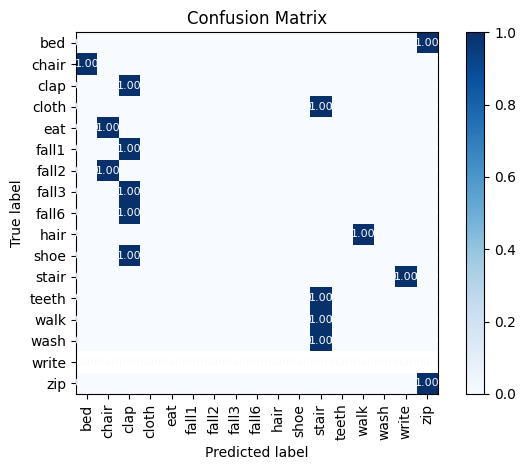 Confusion Matrix
True label
bed 1.00
chair 1.00
clap 1.00
cloth 1.00
eat 1.00
fall1 1.00
fall2 1.00
fall3 1.00
fall6 1.00
hair 1.00
shoe 1.00
stair 1.00
teeth 1.00
walk 1.00
wash 1.00
write
zip 1.00
bed chair clap cloth eat fall1 fall2 fall3 fall6 hair shoe stair teeth walk wash write zip
Predicted label
1.0
0.8
0.6
0.4
0.2
0.0